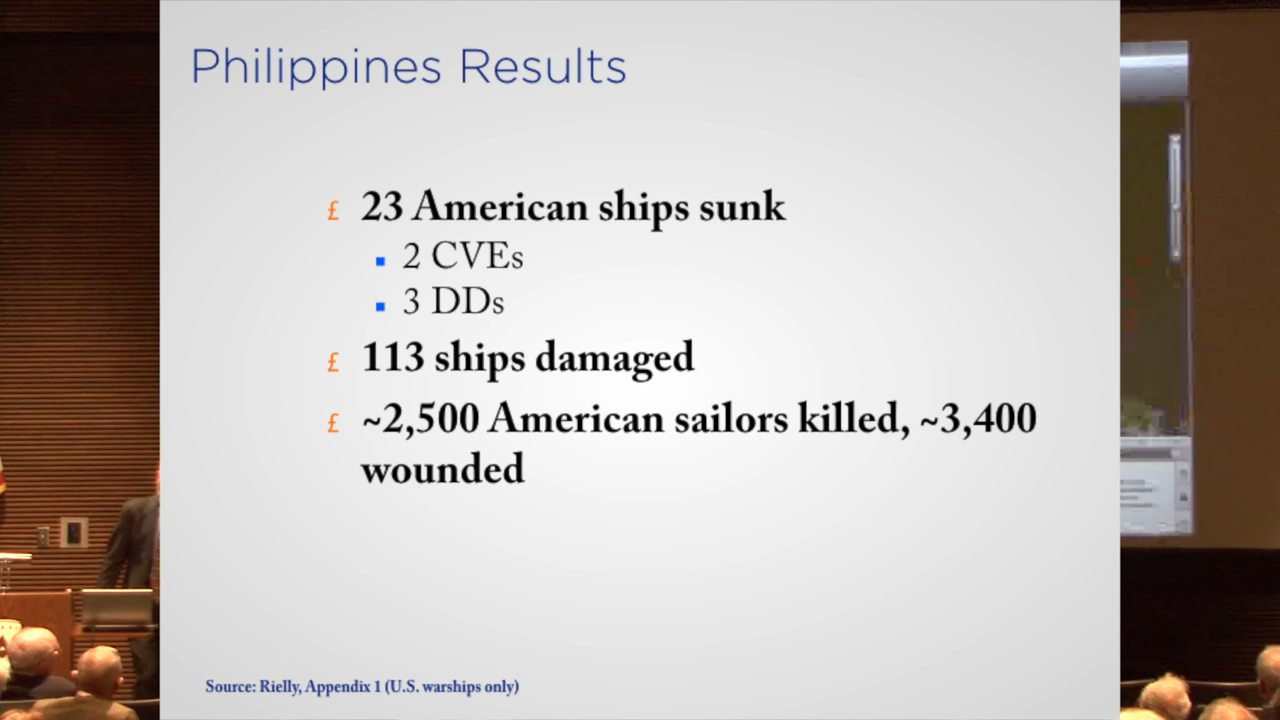 Philippines Results
£ 23 American ships sunk
▪ 2 CVEs
▪ 3 DDs
£ 113 ships damaged
£ ~2,500 American sailors killed, ~3,400
wounded
Source: Rielly, Appendix 1 (U.S. warships only)